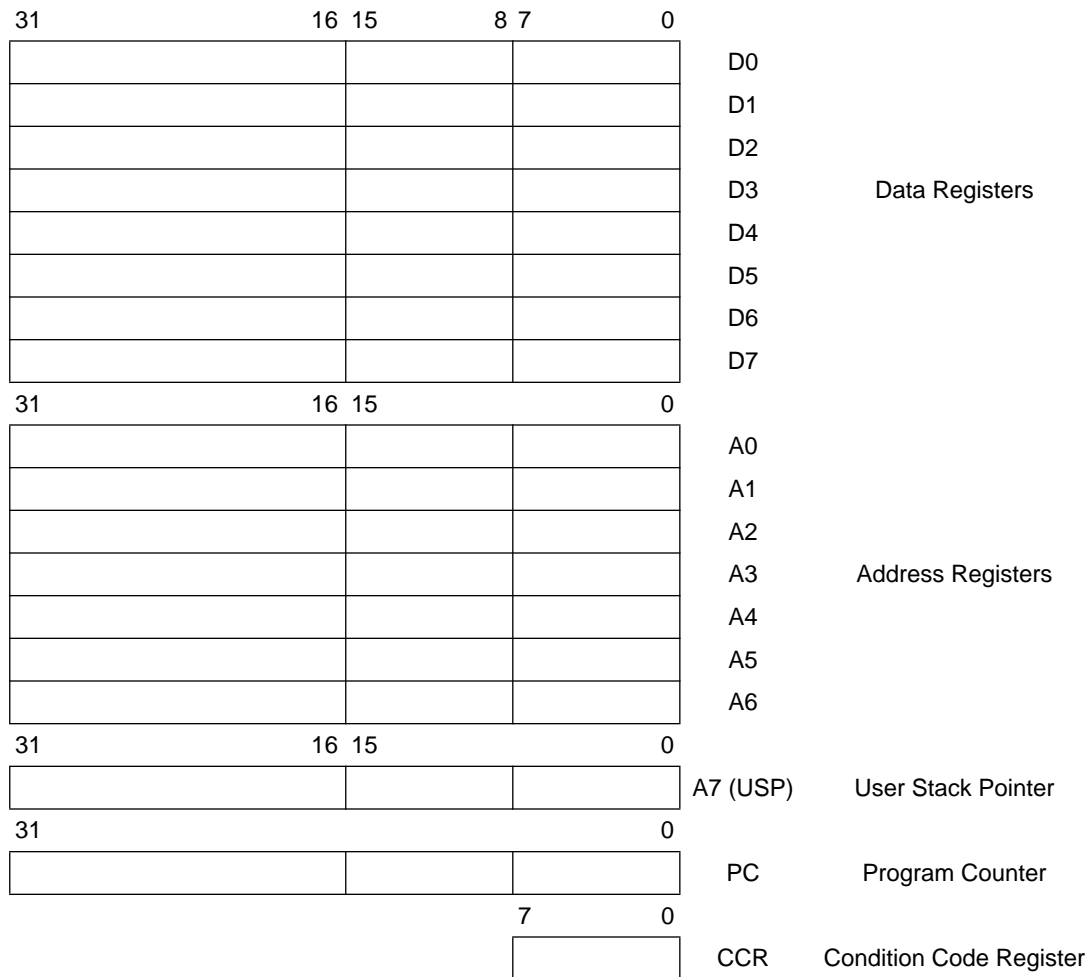 31 16 15 8 7 0
D0
D1
D2
D3 Data Registers
D4
D5
D6
D7
31 16 15 0
A0
A1
A2
A3 Address Registers
A4
A5
A6
31 16 15 0
A7 (USP) User Stack Pointer
31 0
PC Program Counter
7 0
CCR Condition Code Register